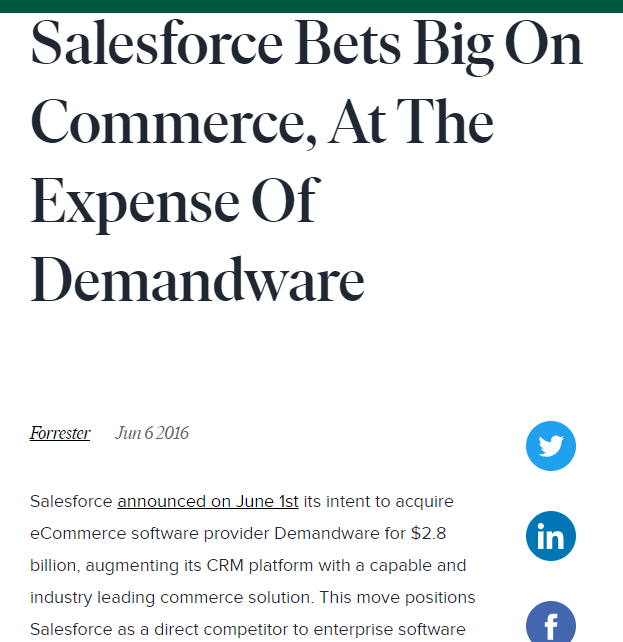 Salesforce Bets Big On
Commerce, At The
Expense Of
Demandware
Forrester Jun 6 2016
Salesforce announced on June 1st its intent to acquire
eCommerce software provider Demandware for $2.8
billion, augmenting its CRM platform with a capable and
industry leading commerce solution. This move positions
Salesforce as a direct competitor to enterprise software
in
f